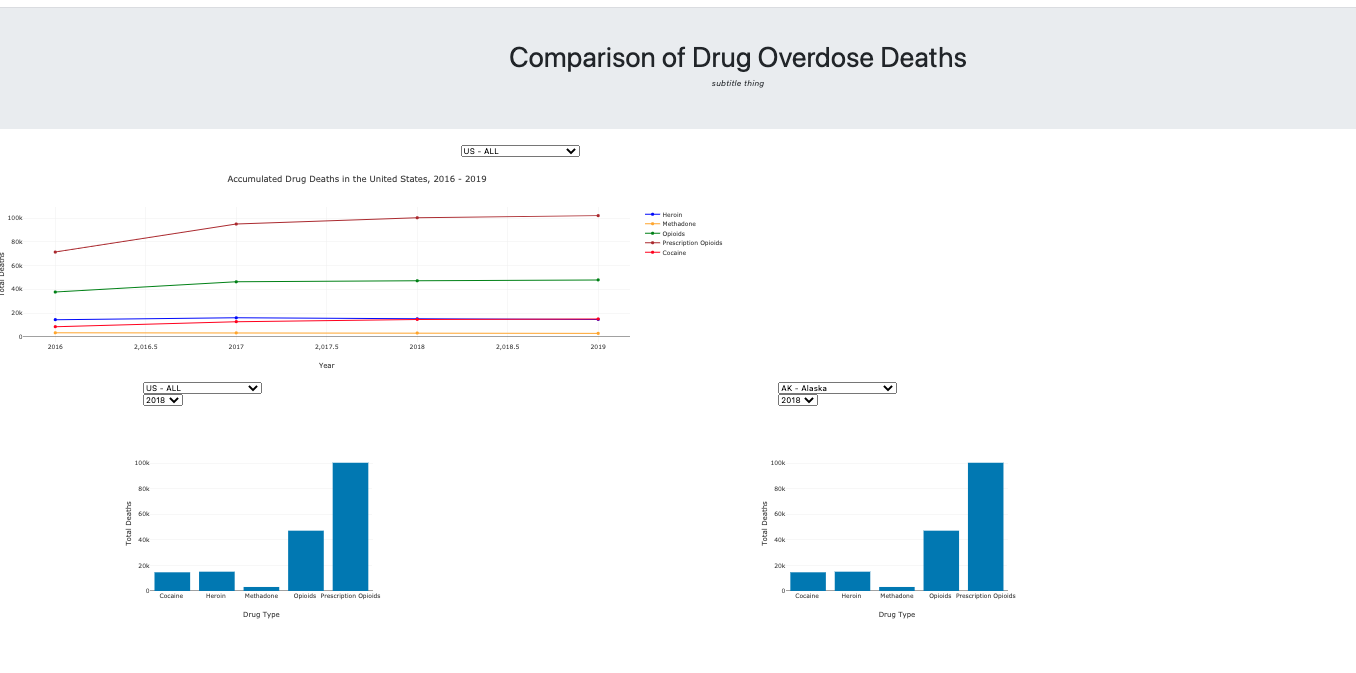 Comparison of Drug Overdose Deaths
subtitle thing
US - ALL
Accumulated Drug Deaths in the United States, 2016 - 2019
100k
80k
60k
40k
20k
0
Total Deaths
2016 2,016.5 2017 2,017.5 2018 2,018.5 2019
Year
Heroin
Methadone
Opioids
Prescription Opioids
Cocaine
US - ALL
2018
100k
80k
60k
40k
20k
0
Total Deaths
Cocaine Heroin Methadone Opioids Prescription Opioids
Drug Type
AK - Alaska
2018
100k
80k
60k
40k
20k
0
Total Deaths
Cocaine Heroin Methadone Opioids Prescription Opioids
Drug Type